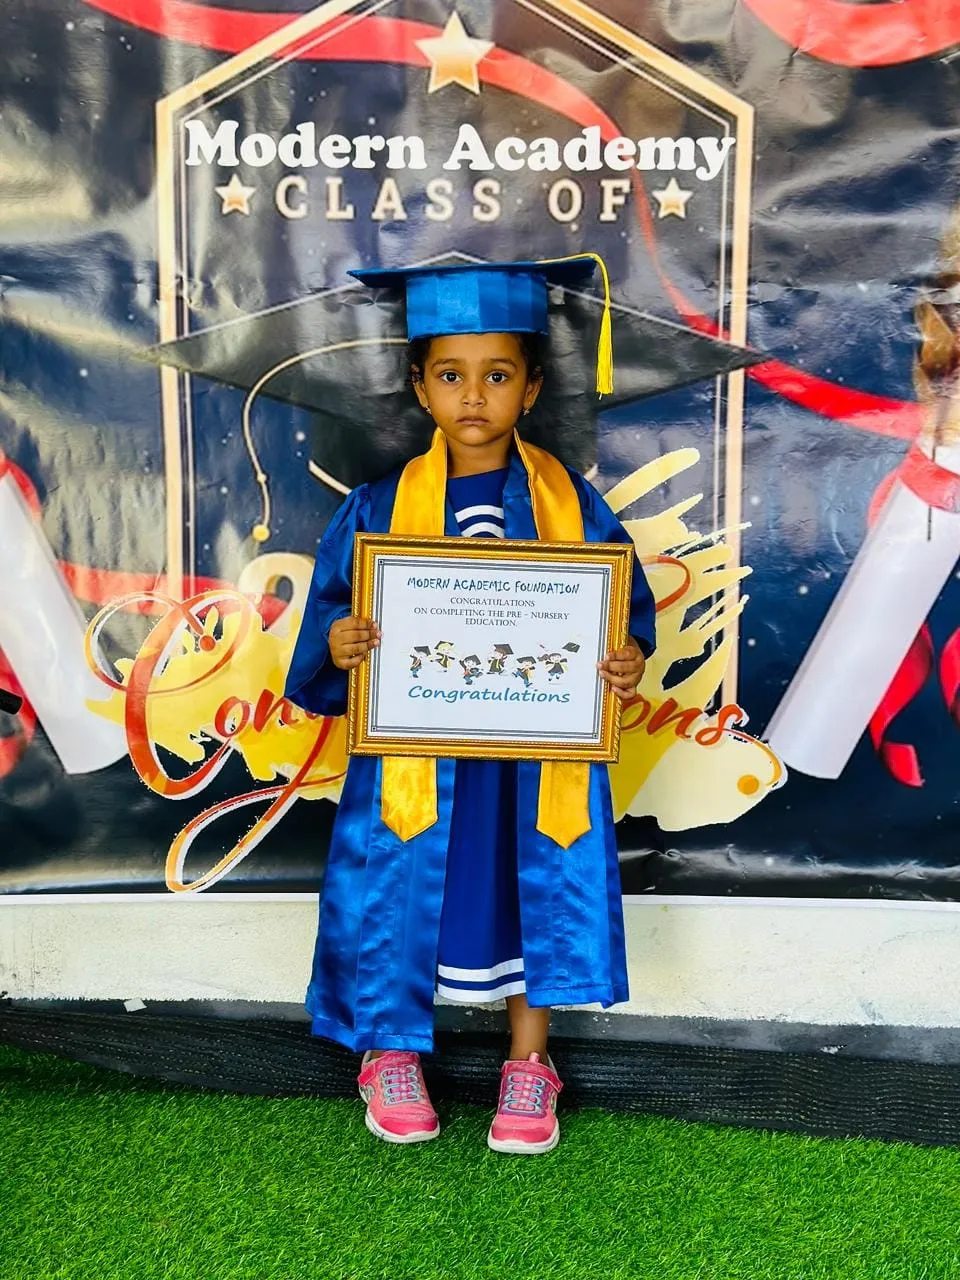 Modern Academy
CLASS OF
MODERN ACADEMIC FOUNDATION
CONGRATULATIONS
ON COMPLETING THE PRE - NURSERY
EDUCATION.
Congratulations